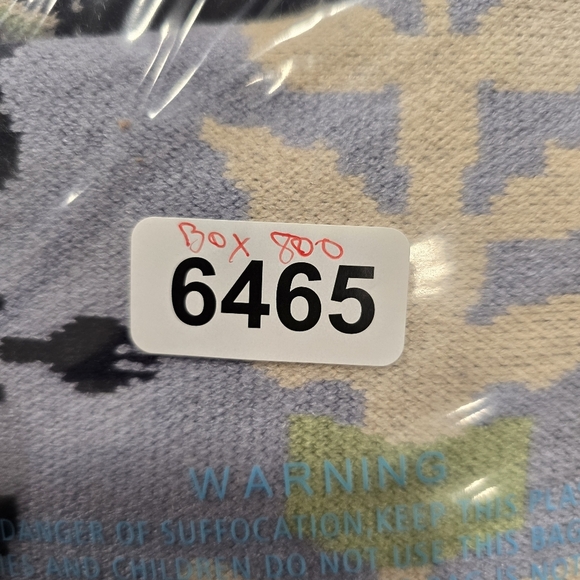 Box 800
6465
WARNING
DANGER OF SUFFOCATION KEEP THIS
AND CHILDREN DO NOT USE THIS BAG